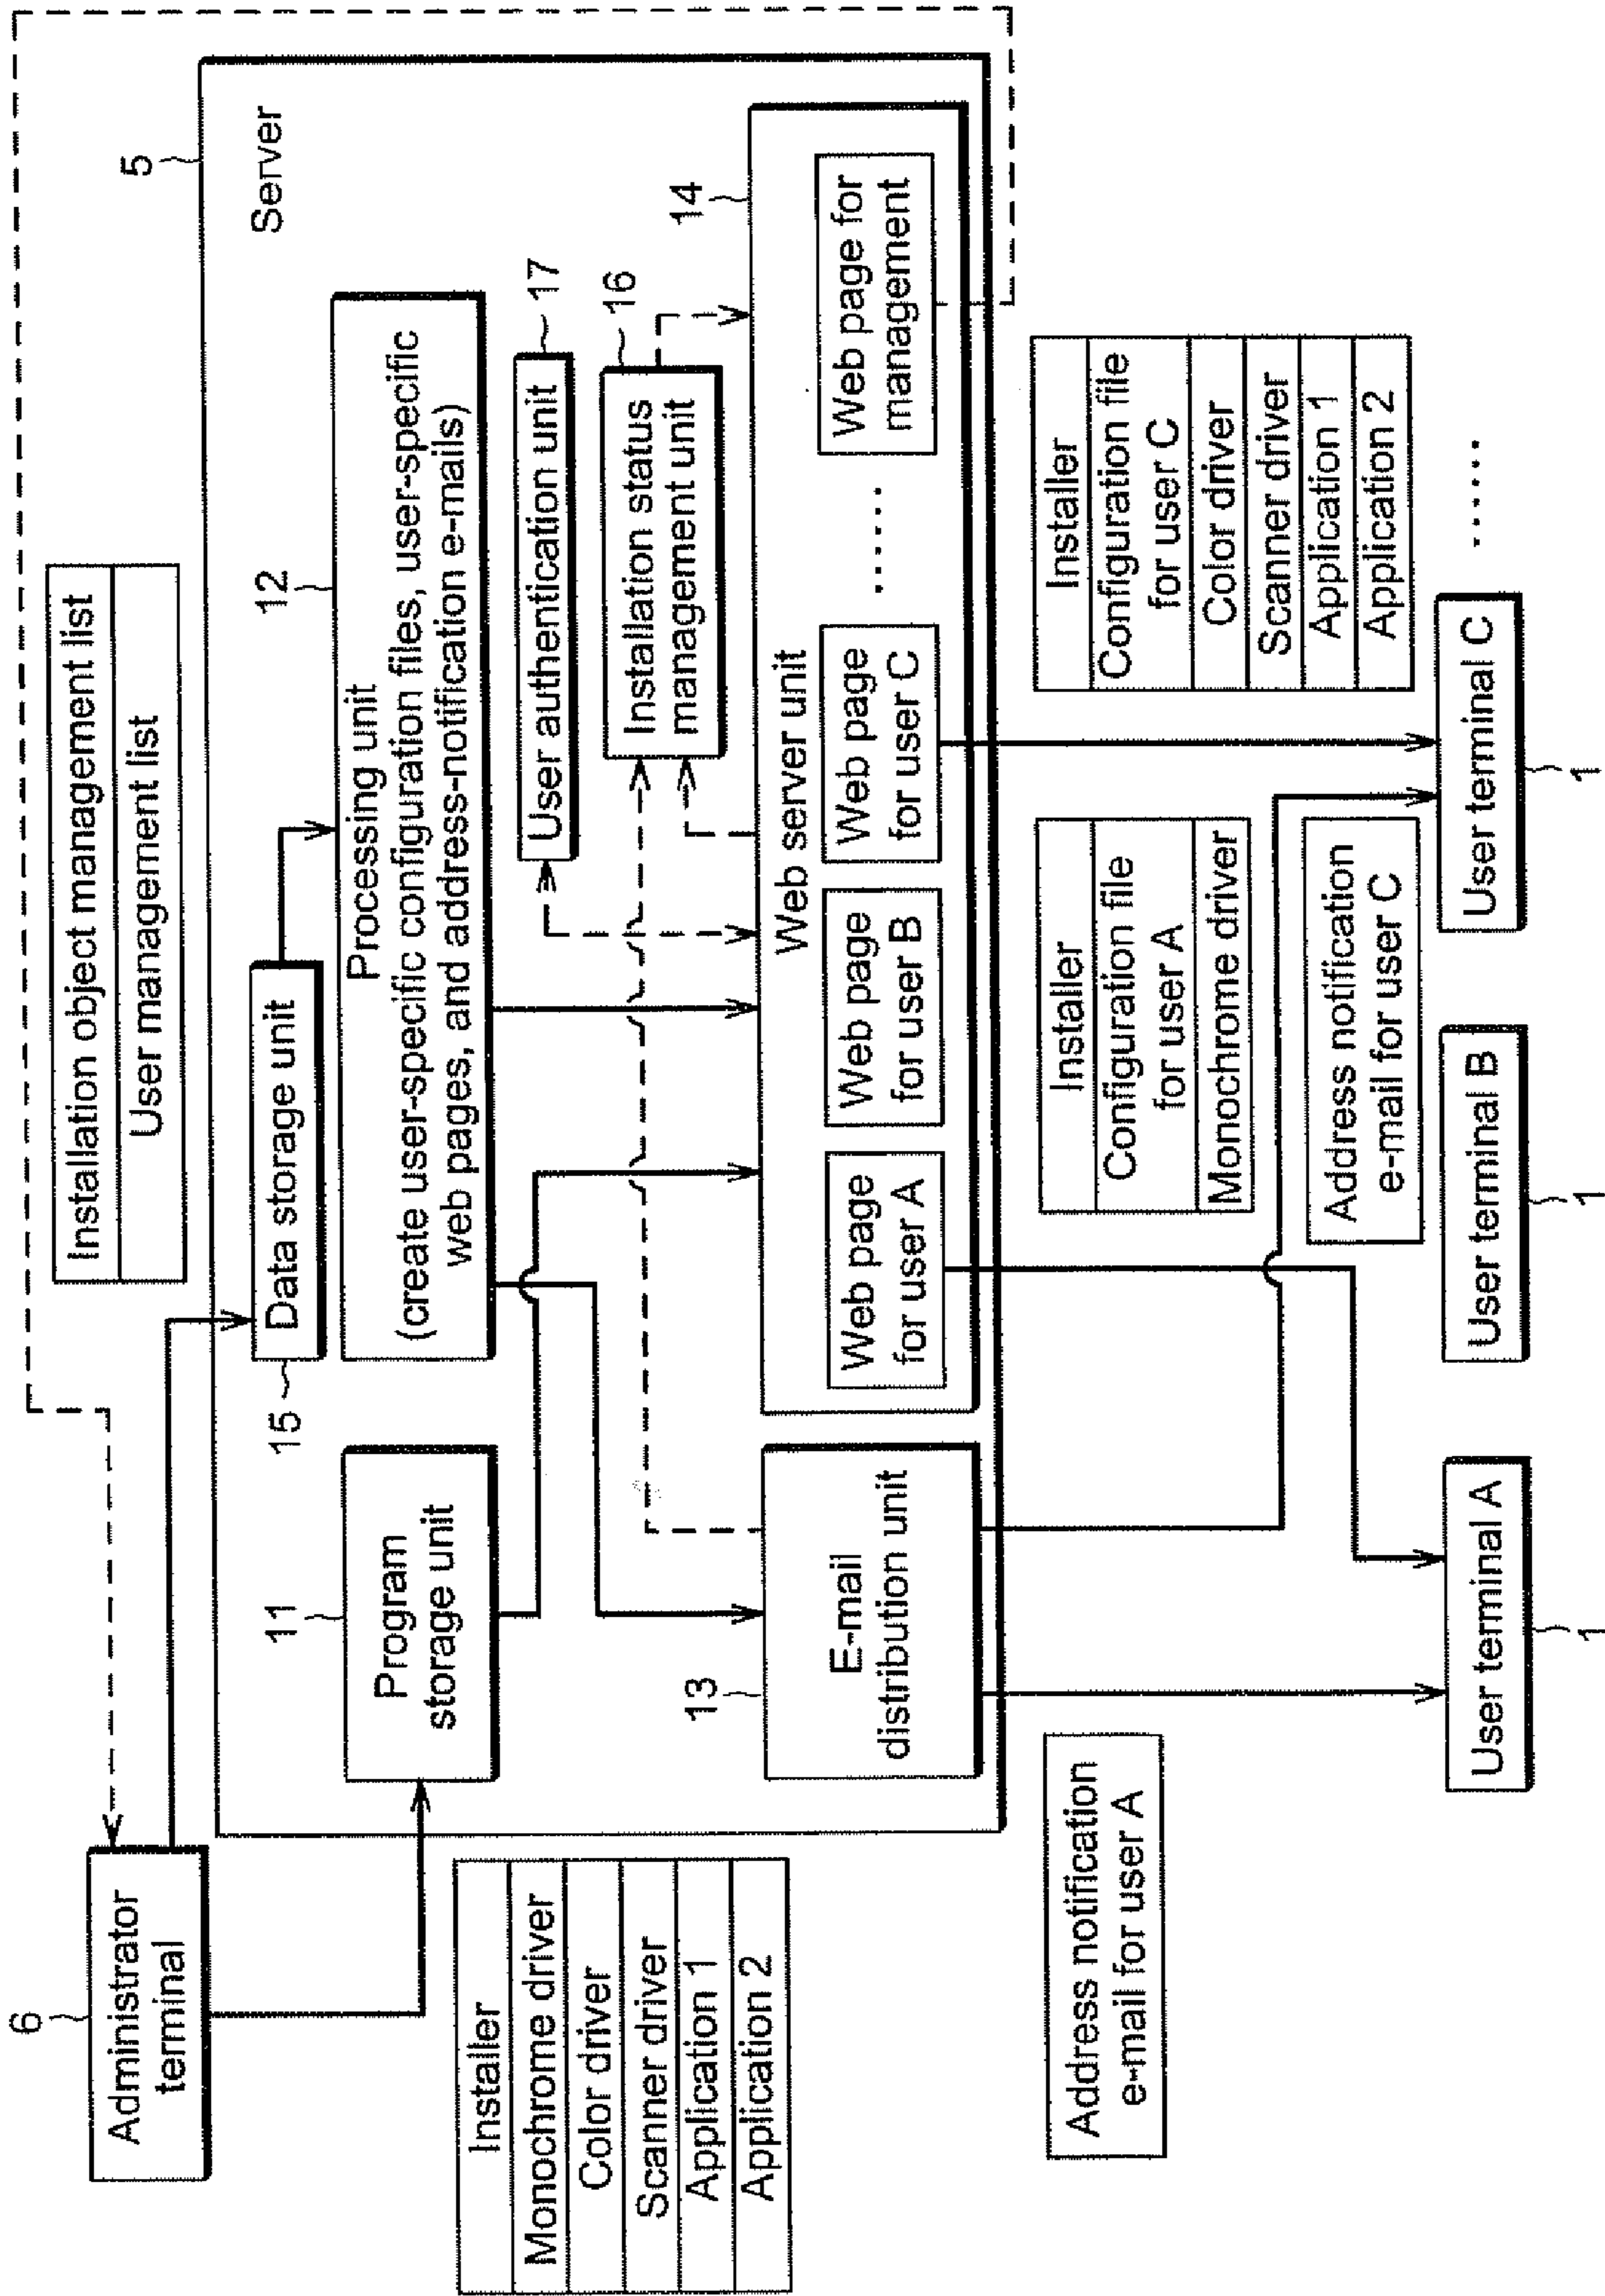 6
Administrator
terminal
Installation object management list
User management list
5
Server
15
Data storage unit
11
Program
storage unit
12
Processing unit
(create user-specific configuration files, user-specific
web pages, and address-notification e-mails)
17
User authentication unit
16
Installation status
management unit
Installer
Monochrome driver
Color driver
Scanner driver
Application 1
Application 2
13
E-mail
distribution unit
14
Web server unit
Web page
for user A
Web page
for user B
Web page
for user C
......
Web page for
management
Address notification
e-mail for user A
Installer
Configuration file
for user A
Monochrome driver
Installer
Configuration file
for user C
Color driver
Scanner driver
Application 1
Application 2
Address notification
e-mail for user C
User terminal A
1
User terminal B
1
User terminal C
1
......